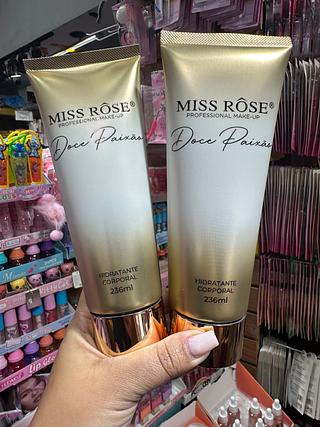 MISS RÔSE®
PROFESSIONAL MAKE-UP
Doce Paixão
HIDRATANTE
CORPORAL
236ml
MISS RÔSE®
PROFESSIONAL MAKE-UP
Doce Paixão
HIDRATANTE
CORPORAL
236ml